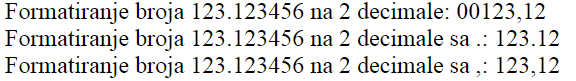 Formatiranje broja 123.123456 na 2 decimale: 00123,12
Formatiranje broja 123.123456 na 2 decimale sa .: 123.12
Formatiranje broja 123.123456 na 2 decimale sa ,: 123,12